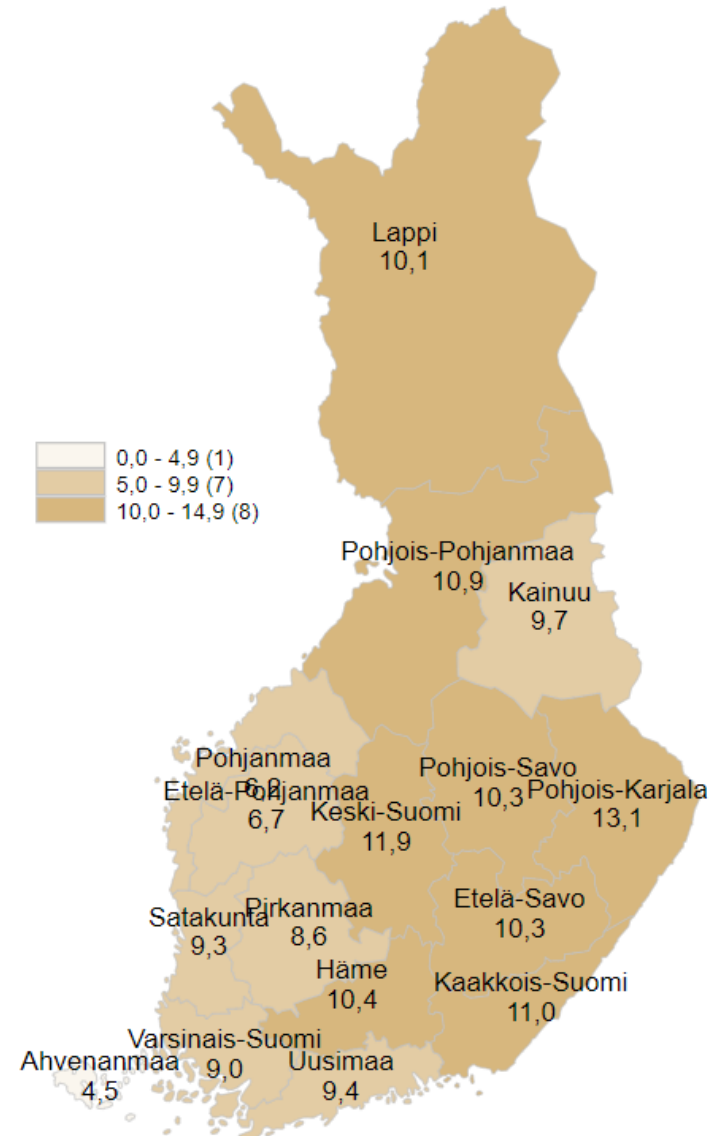 Lappi
10,1
0,0 - 4,9 (1)
5,0 - 9,9 (7)
10,0 - 14,9 (8)
Pohjois-Pohjanmaa
10,9
Kainuu
9,7
Pohjanmaa
6,2
Etelä-Pohjanmaa
6,7
Keski-Suomi
11,9
Pohjois-Savo
10,3
Pohjois-Karjala
13,1
Satakunta
9,3
Pirkanmaa
8,6
Etelä-Savo
10,3
Häme
10,4
Kaakkois-Suomi
11,0
Varsinais-Suomi
9,0
Ahvenanmaa
4,5
Uusimaa
9,4